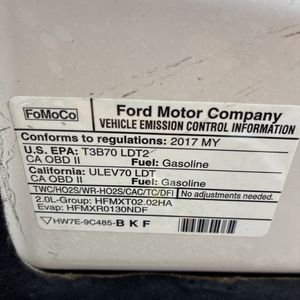 FoMoCo
Ford Motor Company
VEHICLE EMISSION CONTROL INFORMATION
Conforms to regulations: 2017 MY
U.S. EPA: T3B70 LDT2
CA OBD II Fuel: Gasoline
California: ULEV70 LDT
CA OBD II Fuel: Gasoline
TWC/HO2S/WR-HO2S/CAC/TC/DFI No adjustments needed.
2.0L-Group: HFMXT02.02HA
Evap: HFMXR0130NDF
HW7E-9C485-BKF